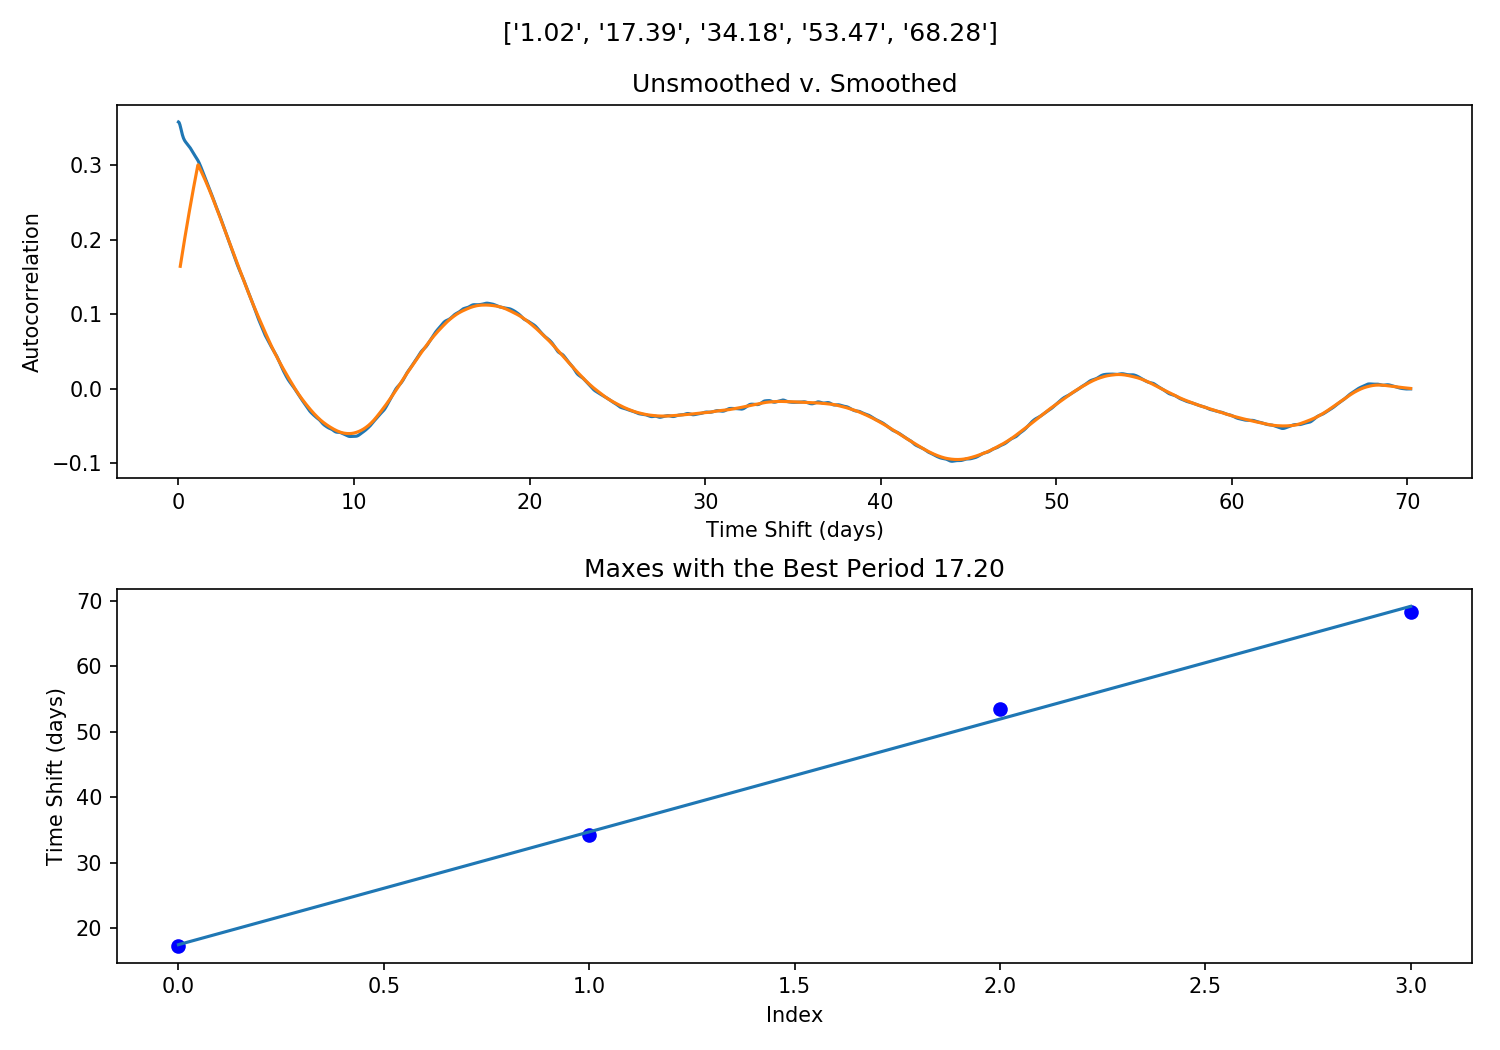 ['1.02', '17.39', '34.18', '53.47', '68.28']
Unsmoothed v. Smoothed
Autocorrelation
0.3
0.2
0.1
0.0
−0.1
0 10 20 30 40 50 60 70
Time Shift (days)
Maxes with the Best Period 17.20
Time Shift (days)
70
60
50
40
30
20
0.0 0.5 1.0 1.5 2.0 2.5 3.0
Index